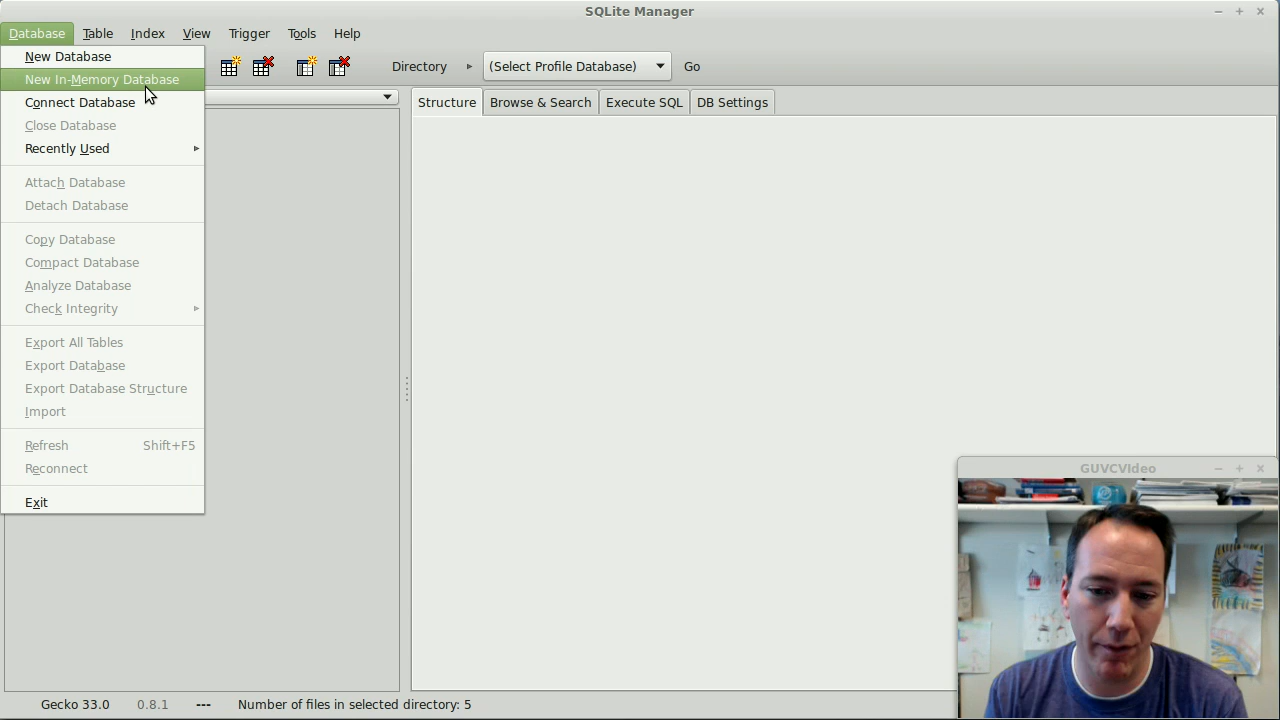 SQLite Manager
Database Table Index View Trigger Tools Help
New Database
New In-Memory Database
Connect Database
Close Database
Recently Used
Attach Database
Detach Database
Copy Database
Compact Database
Analyze Database
Check Integrity
Export All Tables
Export Database
Export Database Structure
Import
Refresh Shift+F5
Reconnect
Exit
Directory (Select Profile Database) Go
Structure Browse & Search Execute SQL DB Settings
GUVCVIdeo
Gecko 33.0 0.8.1 --- Number of files in selected directory: 5